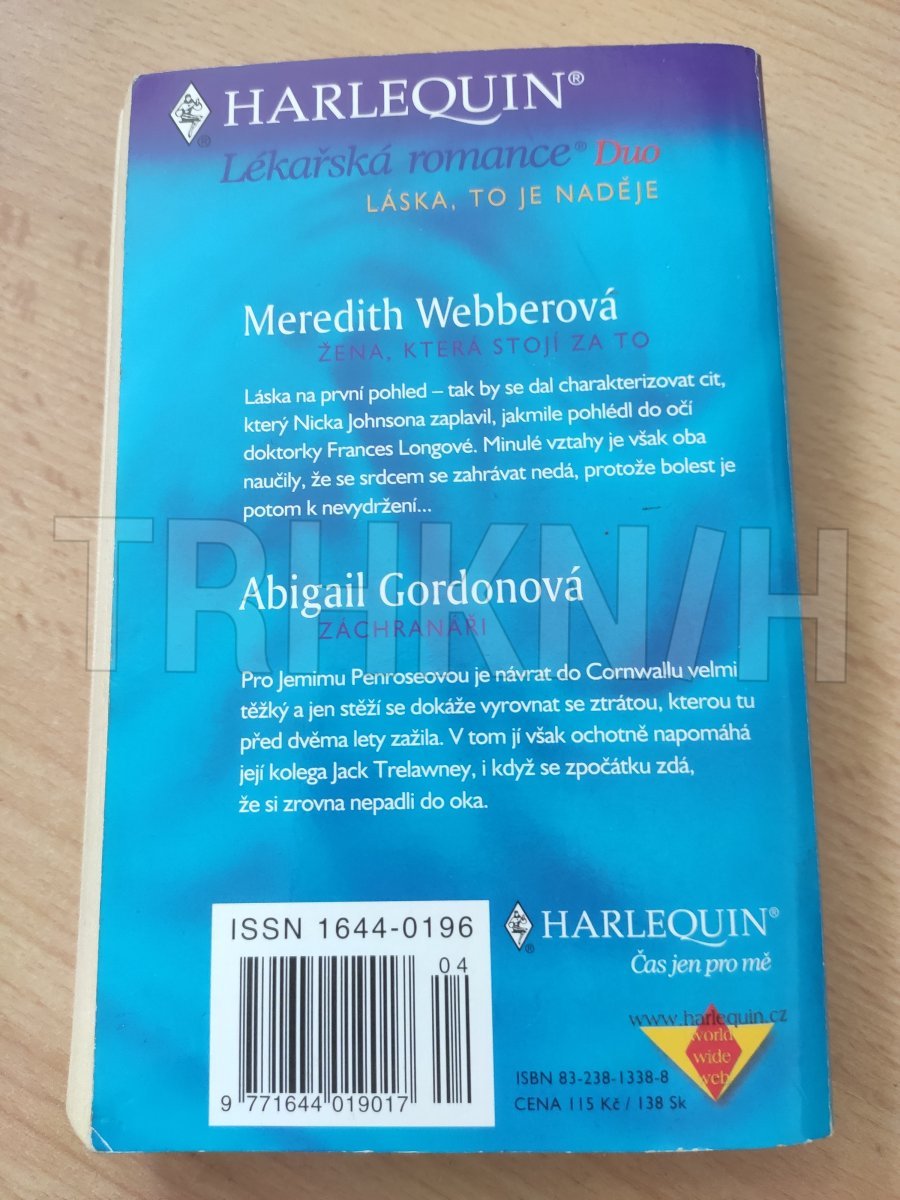 HARLEQUIN®
Lékařská romance® Duo
LÁSKA, TO JE NADĚJE
Meredith Webberová
ŽENA, KTERÁ STOJÍ ZA TO
Láska na první pohled – tak by se dal charakterizovat cit,
který Nicka Johnsona zaplavil, jakmile pohlédl do očí
doktorky Frances Longové. Minulé vztahy je však oba
naučily, že se srdcem se zahrávat nedá, protože bolest je
potom k nevydržení...
TRHKN/H
Abigail Gordonová
ZÁCHRANÁŘI
Pro Jemimu Penroseovou je návrat do Cornwallu velmi
těžký a jen stěží se dokáže vyrovnat se ztrátou, kterou tu
před dvěma lety zažila. V tom jí však ochotně napomáhá
její kolega Jack Trelawney, i když se zpočátku zdá,
že si zrovna nepadli do oka.
ISSN 1644-0196
04
9 771644 019017
HARLEQUIN®
Čas jen pro mě
www.harlequin.cz
world
wide
web
ISBN 83-238-1338-8
CENA 115 Kč / 138 Sk